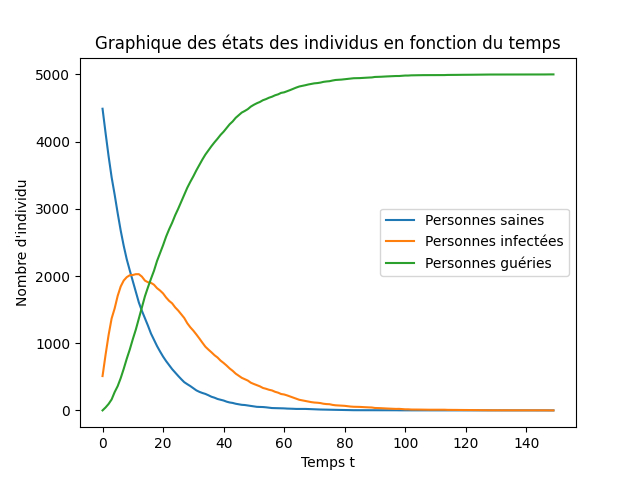 Graphique des états des individus en fonction du temps
5000
4000
3000
2000
1000
0
Nombre d'individu
Personnes saines
Personnes infectées
Personnes guéries
0 20 40 60 80 100 120 140
Temps t